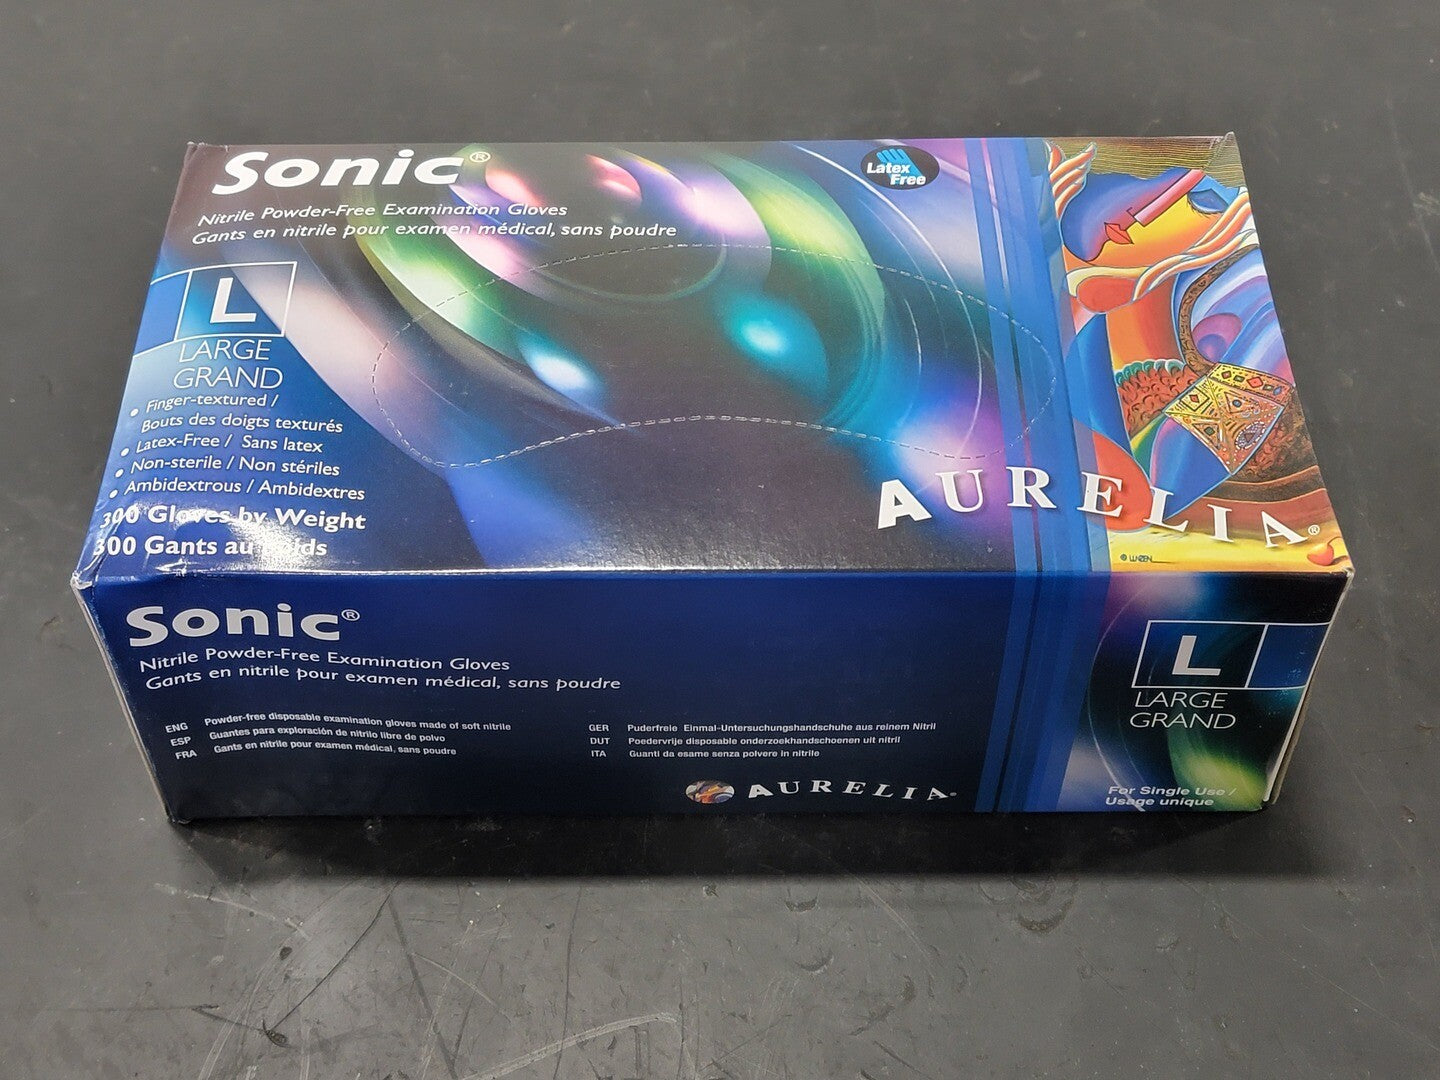 Sonic®
Nitrile Powder-Free Examination Gloves
Gants en nitrile pour examen médical, sans poudre
Latex
Free
L
LARGE
GRAND
• Finger-textured /
Bouts des doigts texturés
• Latex-Free / Sans latex
• Non-sterile / Non stériles
• Ambidextrous / Ambidextres
300 Gloves by Weight
300 Gants au
AURELIA®
Sonic®
Nitrile Powder-Free Examination Gloves
Gants en nitrile pour examen médical, sans poudre
L
LARGE
GRAND
ENG Powder-free disposable examination gloves made of soft nitrile
ESP Guantes para exploración de nitrilo libre de polvo
FRA Gants en nitrile pour examen médical, sans poudre
GER Puderfreie Einmal-Untersuchungshandschuhe aus reinem Nitril
DUT Poedervrije disposable onderzoekhandschoenen uit nitril
ITA Guanti da esame senza polvere in nitrile
AURELIA®
For Single Use /
Usage unique